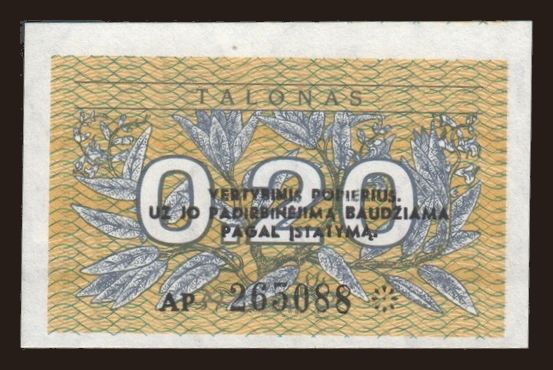 TALONAS
0.20
VERTYBINIS POPIERIUS.
UŽ JO PADIRBINĖJIMĄ BAUDŽIAMA
PAGAL ĮSTATYMĄ.
AP 265088